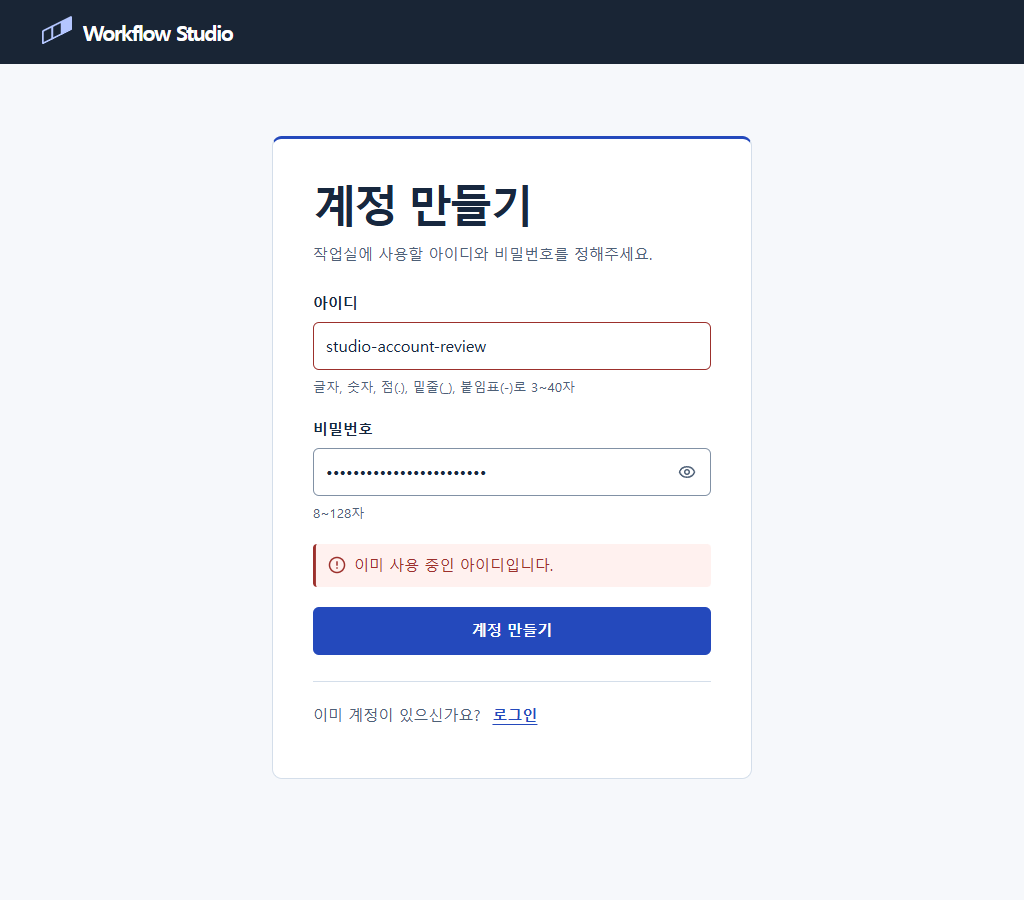 Workflow Studio
계정 만들기
작업실에 사용할 아이디와 비밀번호를 정해주세요.
아이디
studio-account-review
글자, 숫자, 점(.), 밑줄(_), 붙임표(-)로 3~40자
비밀번호
••••••••••••••••••••••••
8~128자
이미 사용 중인 아이디입니다.
계정 만들기
이미 계정이 있으신가요? 로그인